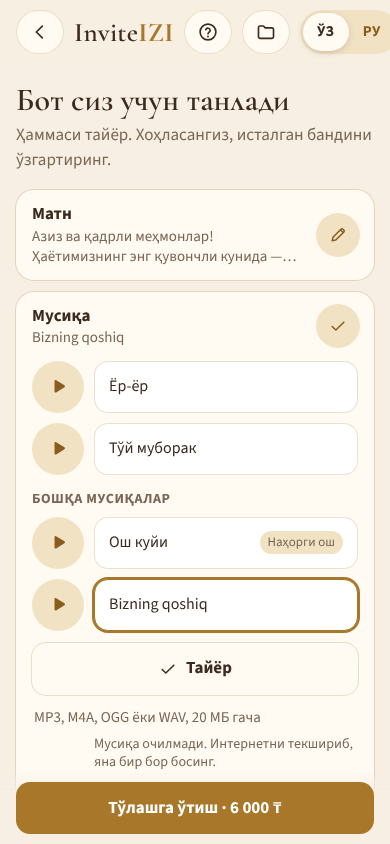 InviteIZI
ЎЗ
РУ
Бот сиз учун танлади
Ҳаммаси тайёр. Хоҳласангиз, исталган бандини
ўзгартиринг.
Матн
Азиз ва қадрли меҳмонлар!
Ҳаётимизнинг энг қувончли кунида —…
Мусиқа
Bizning qoshiq
Ёр-ёр
Тўй муборак
БОШҚА МУСИҚАЛАР
Ош куйи
Наҳорги ош
Bizning qoshiq
Тайёр
MP3, M4A, OGG ёки WAV, 20 МБ гача
Мусиқа очилмади. Интернетни текшириб,
яна бир бор босинг.
Тўлашга ўтиш · 6 000 ₸